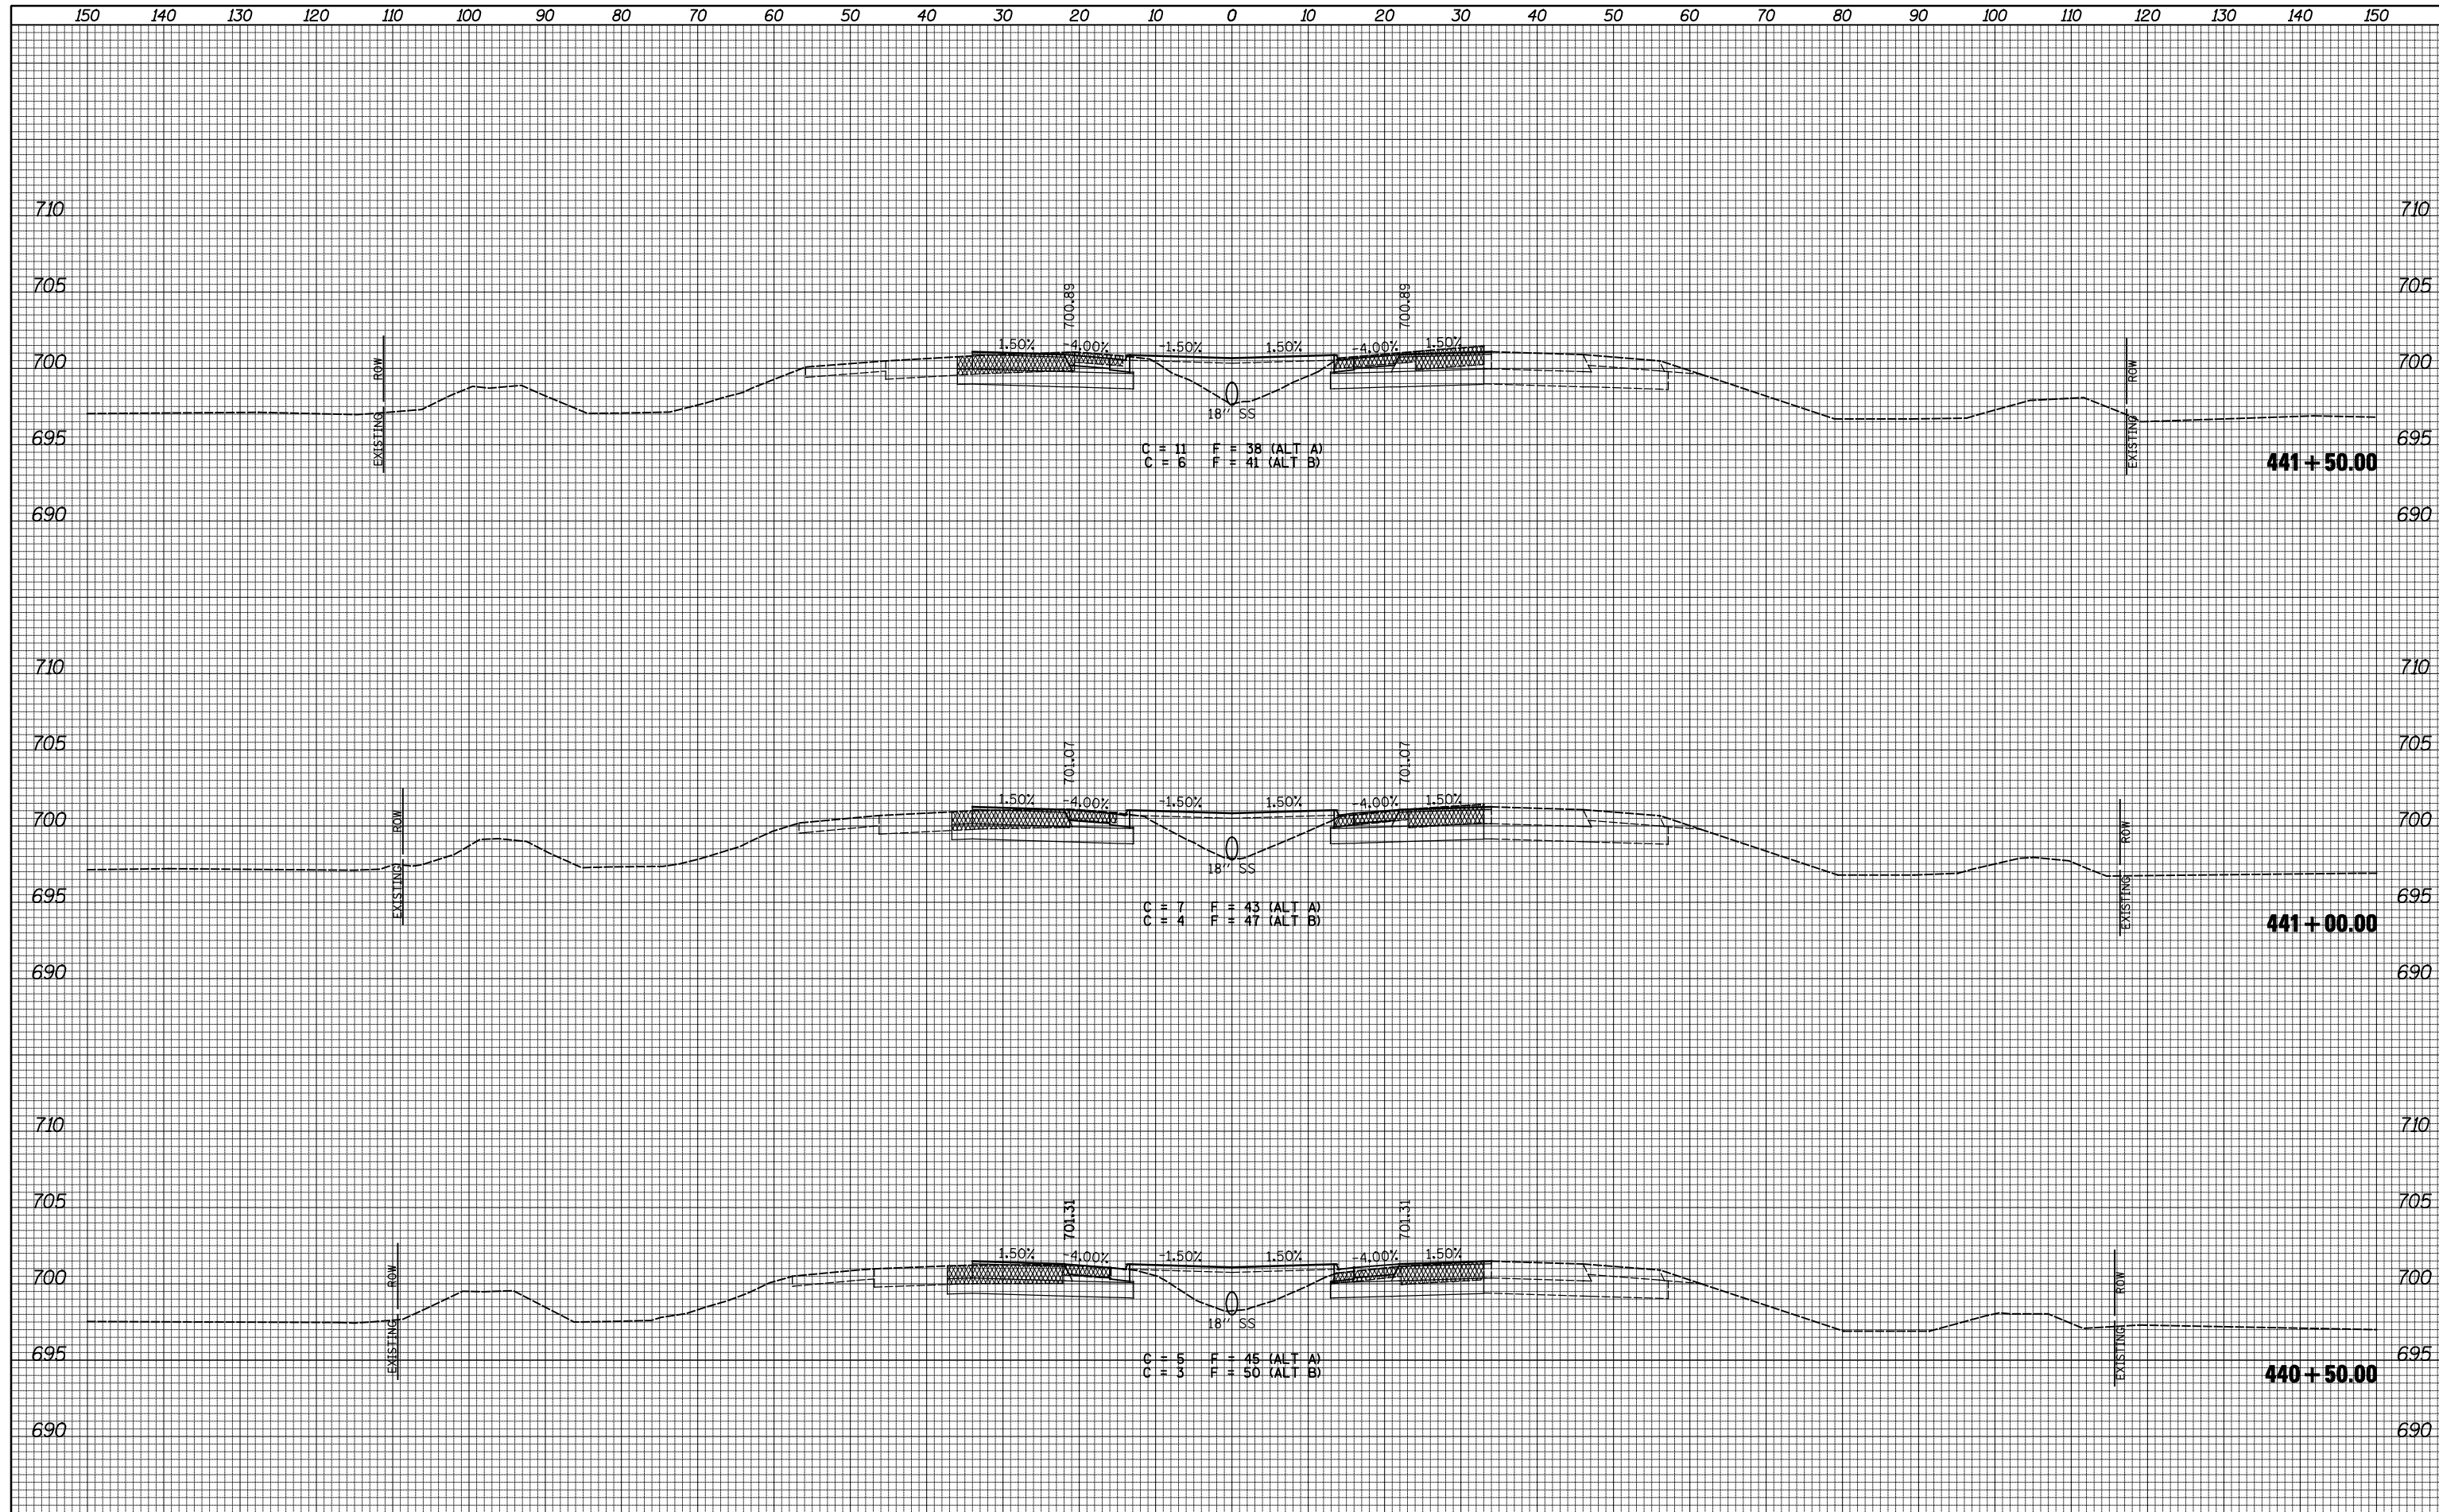 150 140 130 120 110 100 90 80 70 60 50 40 30 20 10 0 10 20 30 40 50 60 70 80 90 100 110 120 130 140 150
710 710
705 700.89 700.89 705
700 ROW 1.50% -4.00% -1.50% 1.50% -4.00% 1.50% ROW 700
18" SS
695 EXISTING EXISTING 695
C = 11 F = 38 (ALT A)
C = 6 F = 41 (ALT B)
441+50.00
690 690
710 710
705 701.07 701.07 705
700 ROW 1.50% -4.00% -1.50% 1.50% -4.00% 1.50% ROW 700
18" SS
695 EXISTING EXISTING 695
C = 7 F = 43 (ALT A)
C = 4 F = 47 (ALT B)
441+00.00
690 690
710 710
705 701.31 701.31 705
700 ROW 1.50% -4.00% -1.50% 1.50% -4.00% 1.50% ROW 700
18" SS
695 EXISTING EXISTING 695
C = 5 F = 45 (ALT A)
C = 3 F = 50 (ALT B)
440+50.00
690 690